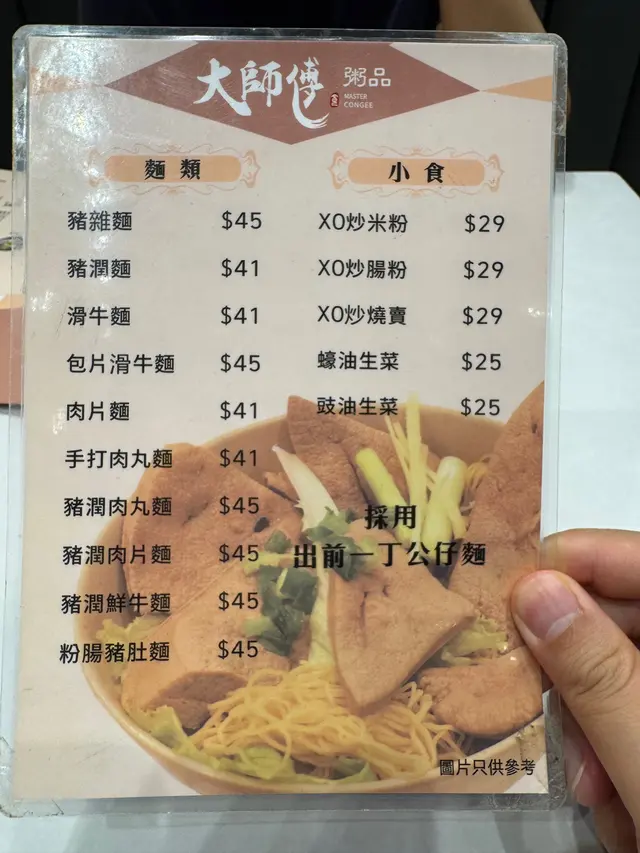 大師傅 粥品
MASTER
CONGEE
麵類
豬雜麵 $45
豬潤麵 $41
滑牛麵 $41
包片滑牛麵 $45
肉片麵 $41
手打肉丸麵 $41
豬潤肉丸麵 $45
豬潤肉片麵 $45
豬潤鮮牛麵 $45
粉腸豬肚麵 $45
小食
XO炒米粉 $29
XO炒腸粉 $29
XO炒燒賣 $29
蠔油生菜 $25
豉油生菜 $25
採用
出前一丁公仔麵
圖片只供參考